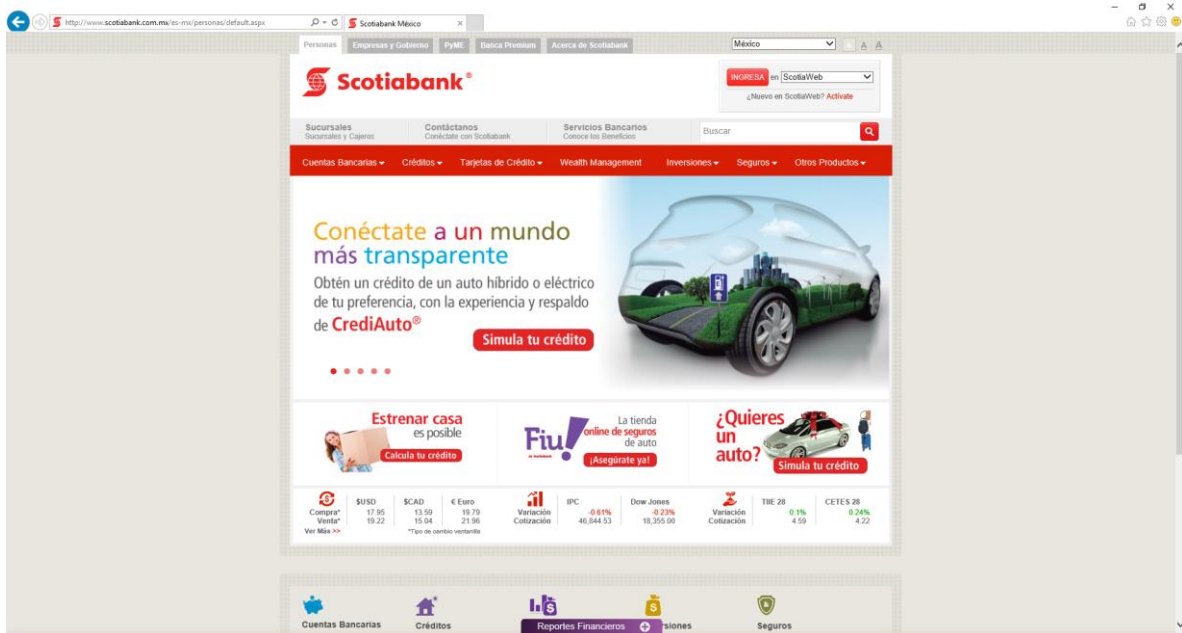 http://www.scotiabank.com.mx/es-mx/personas/default.aspx
Scotiabank México
Personas
Empresas y Gobierno
PyME
Banca Premium
Acerca de Scotiabank
México
A A
Scotiabank®
INGRESA en ScotiaWeb
¿Nuevo en ScotiaWeb? Actívate
Sucursales
Sucursales y Cajeros
Contáctanos
Conéctate con Scotiabank
Servicios Bancarios
Conoce los Beneficios
Buscar
Cuentas Bancarias
Créditos
Tarjetas de Crédito
Wealth Management
Inversiones
Seguros
Otros Productos
Conéctate a un mundo
más transparente
Obtén un crédito de un auto híbrido o eléctrico
de tu preferencia, con la experiencia y respaldo
de CrediAuto®
Simula tu crédito
Estrenar casa
es posible
Calcula tu crédito
Fiu!
La tienda
online de seguros
de auto
¡Asegúrate ya!
¿Quieres
un
auto?
Simula tu crédito
$USD $CAD € Euro
Compra* 17.95 13.59 19.79
Venta* 19.22 15.04 21.96
Ver Más >> *Tipo de cambio ventanilla
IPC Dow Jones
Variación -0.61% -0.23%
Cotización 46,844.53 18,355.00
TIIE 28 CETES 28
Variación 0.1% 0.24%
Cotización 4.59 4.22
Cuentas Bancarias
Créditos
Reportes Financieros
rsiones
Seguros